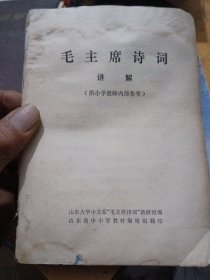 毛主席诗词
讲解
（供小学教师内部参考）
山东大学中文系“毛主席诗词”教研组编
山东省中小学教材编选组翻印